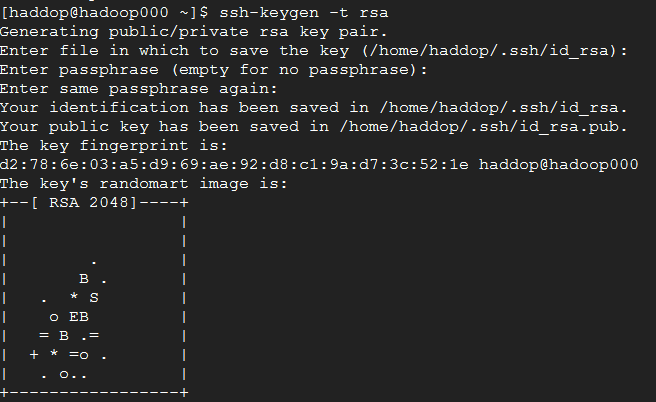 [haddop@hadoop000 ~]$ ssh-keygen -t rsa
Generating public/private rsa key pair.
Enter file in which to save the key (/home/haddop/.ssh/id_rsa):
Enter passphrase (empty for no passphrase):
Enter same passphrase again:
Your identification has been saved in /home/haddop/.ssh/id_rsa.
Your public key has been saved in /home/haddop/.ssh/id_rsa.pub.
The key fingerprint is:
d2:78:6e:03:a5:d9:69:ae:92:d8:c1:9a:d7:3c:52:1e haddop@hadoop000
The key's randomart image is:
+--[ RSA 2048]----+
|                 |
|                 |
|        .        |
|       B .       |
|   .  * S        |
|    o EB         |
|   = B .=        |
|  + * =o .       |
|   . o..         |
+-----------------+